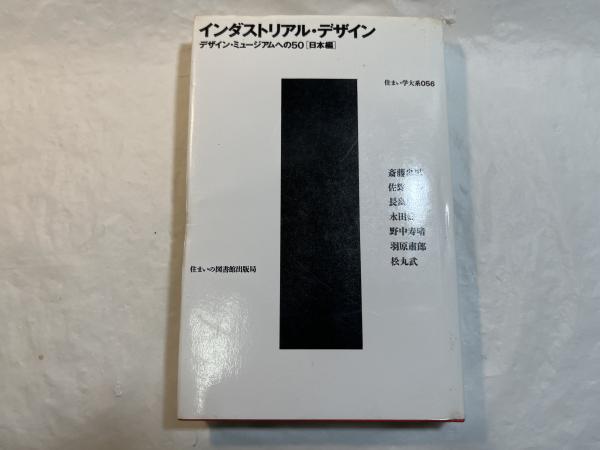 インダストリアル・デザイン
デザイン・ミュージアムへの50[日本編]
住まい学大系056
斎藤
佐
長
永田
野中寿晴
羽原肅郎
松丸武
住まいの図書館出版局